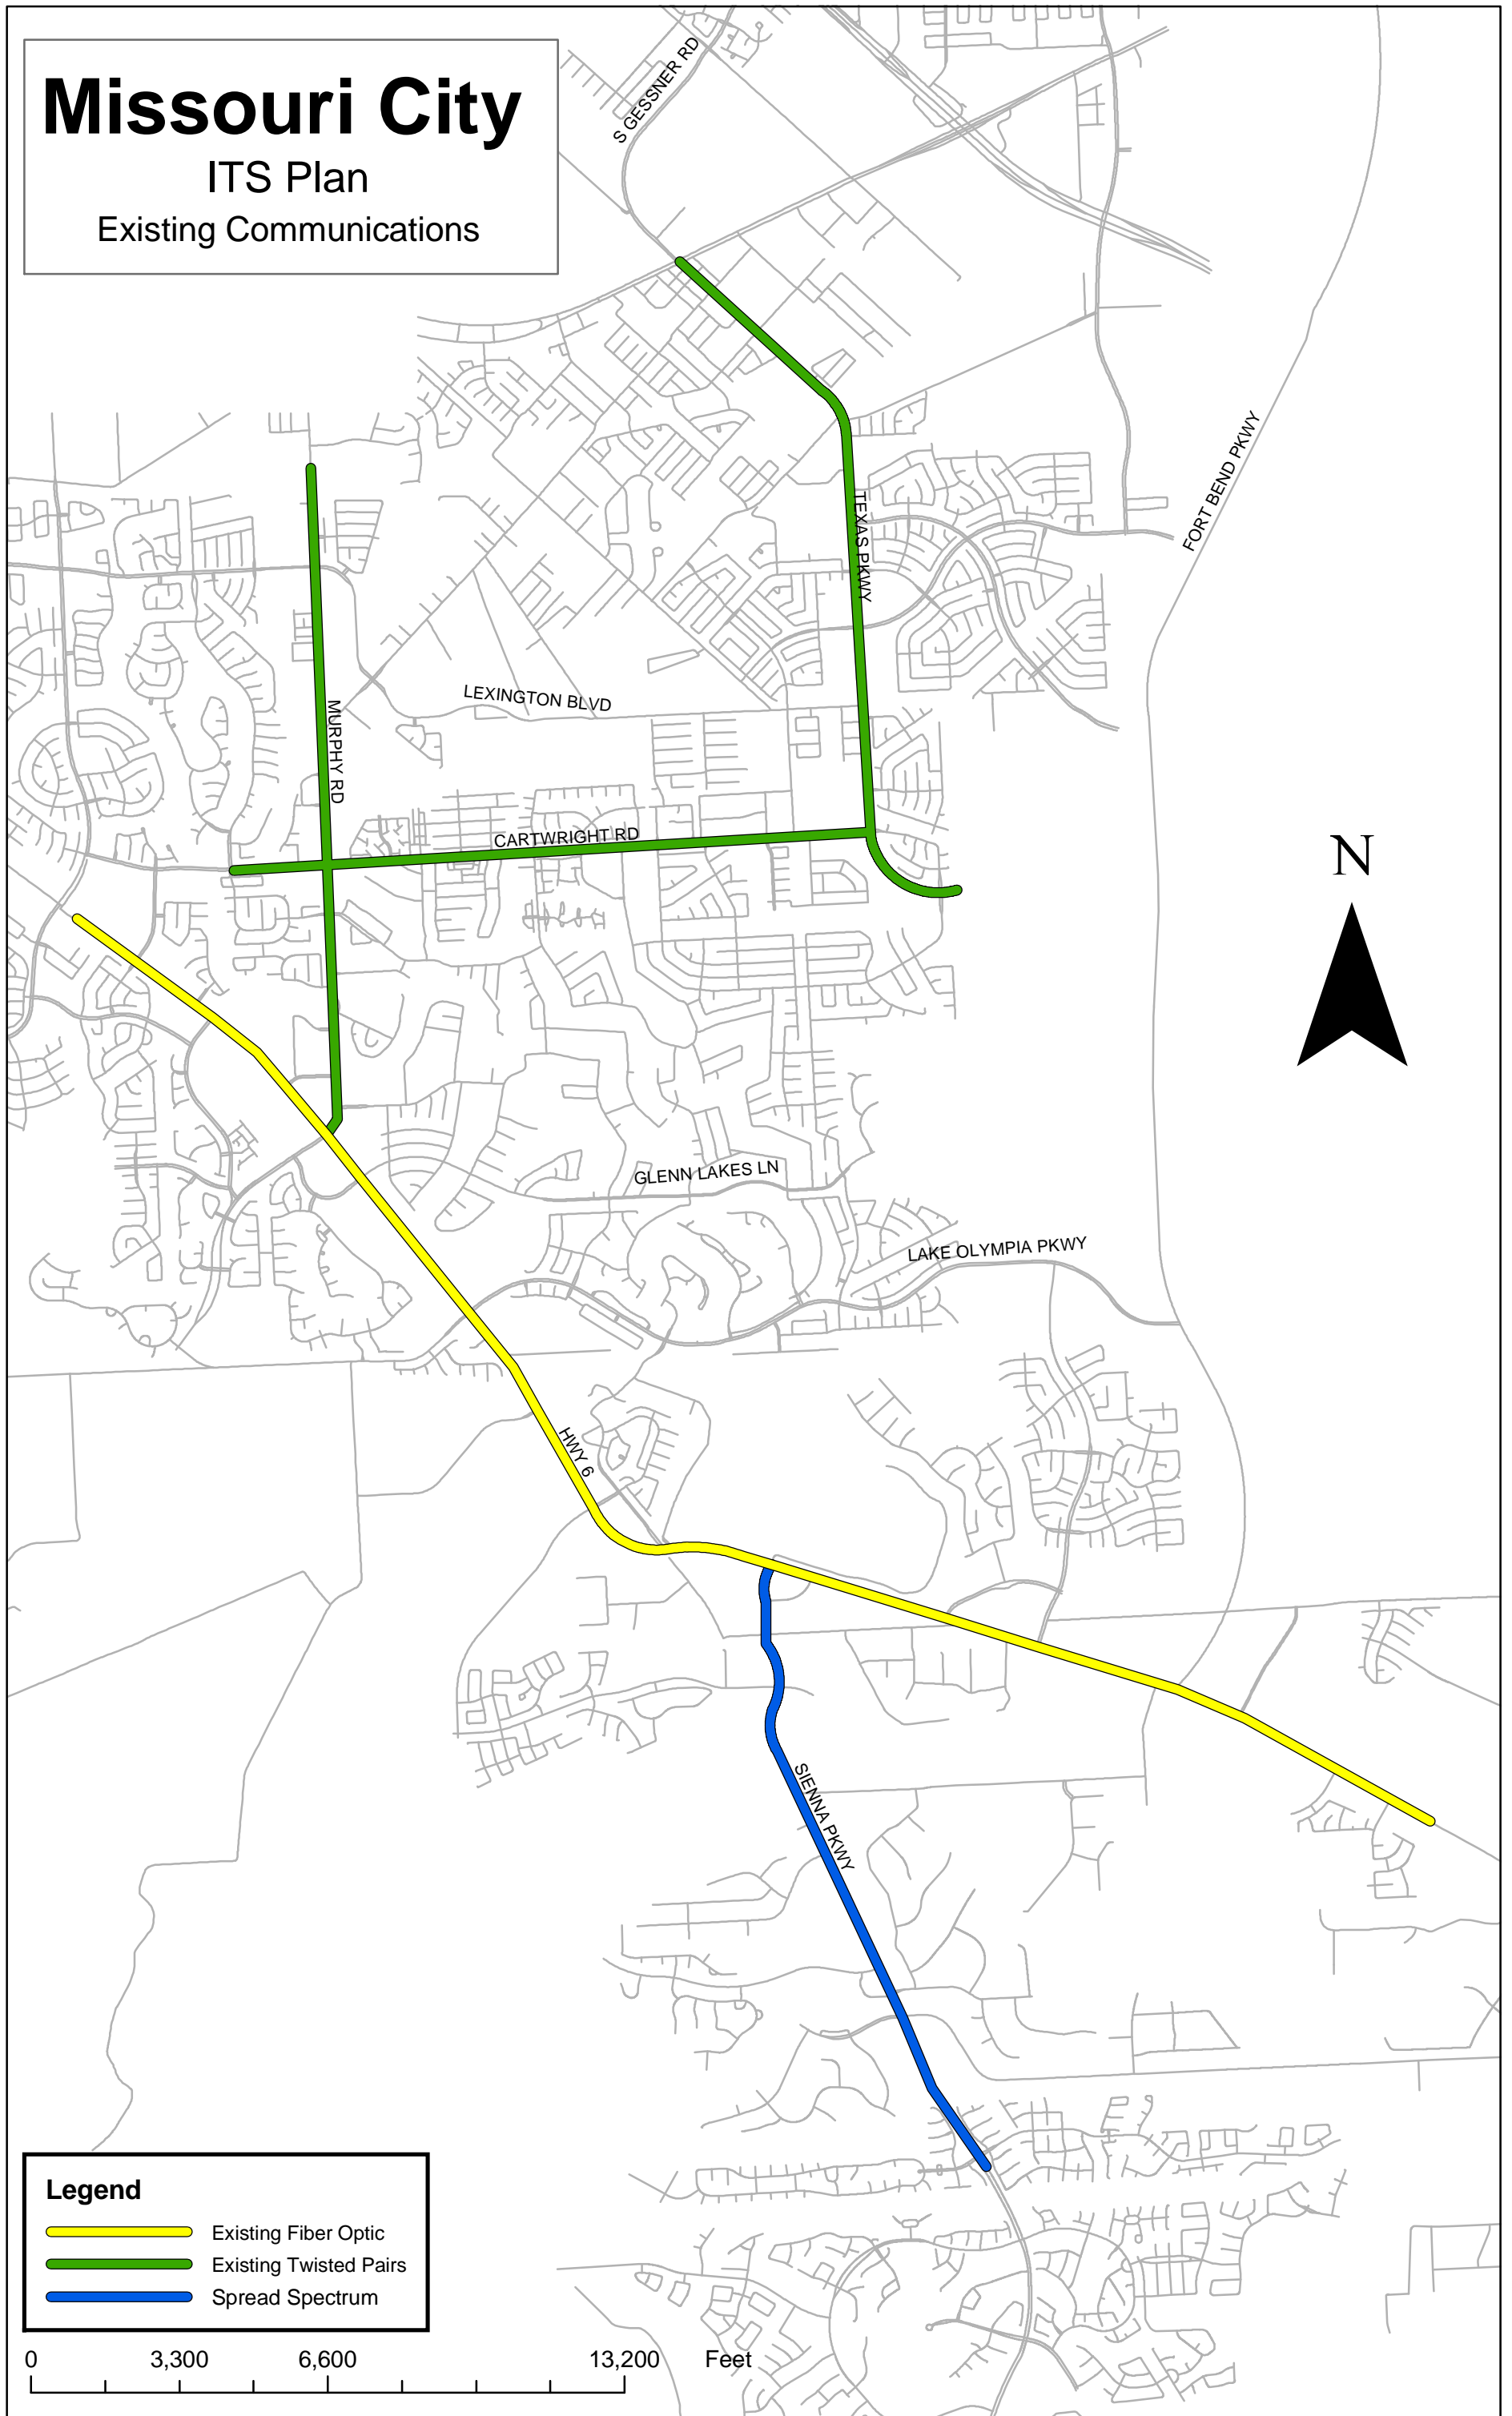 Missouri City
ITS Plan
Existing Communications
S GESSNER RD
FORT BEND PKWY
TEXAS PKWY
LEXINGTON BLVD
MURPHY RD
CARTWRIGHT RD
N
GLENN LAKES LN
LAKE OLYMPIA PKWY
HWY 6
SIENNA PKWY
Legend
Existing Fiber Optic
Existing Twisted Pairs
Spread Spectrum
0 3,300 6,600 13,200 Feet